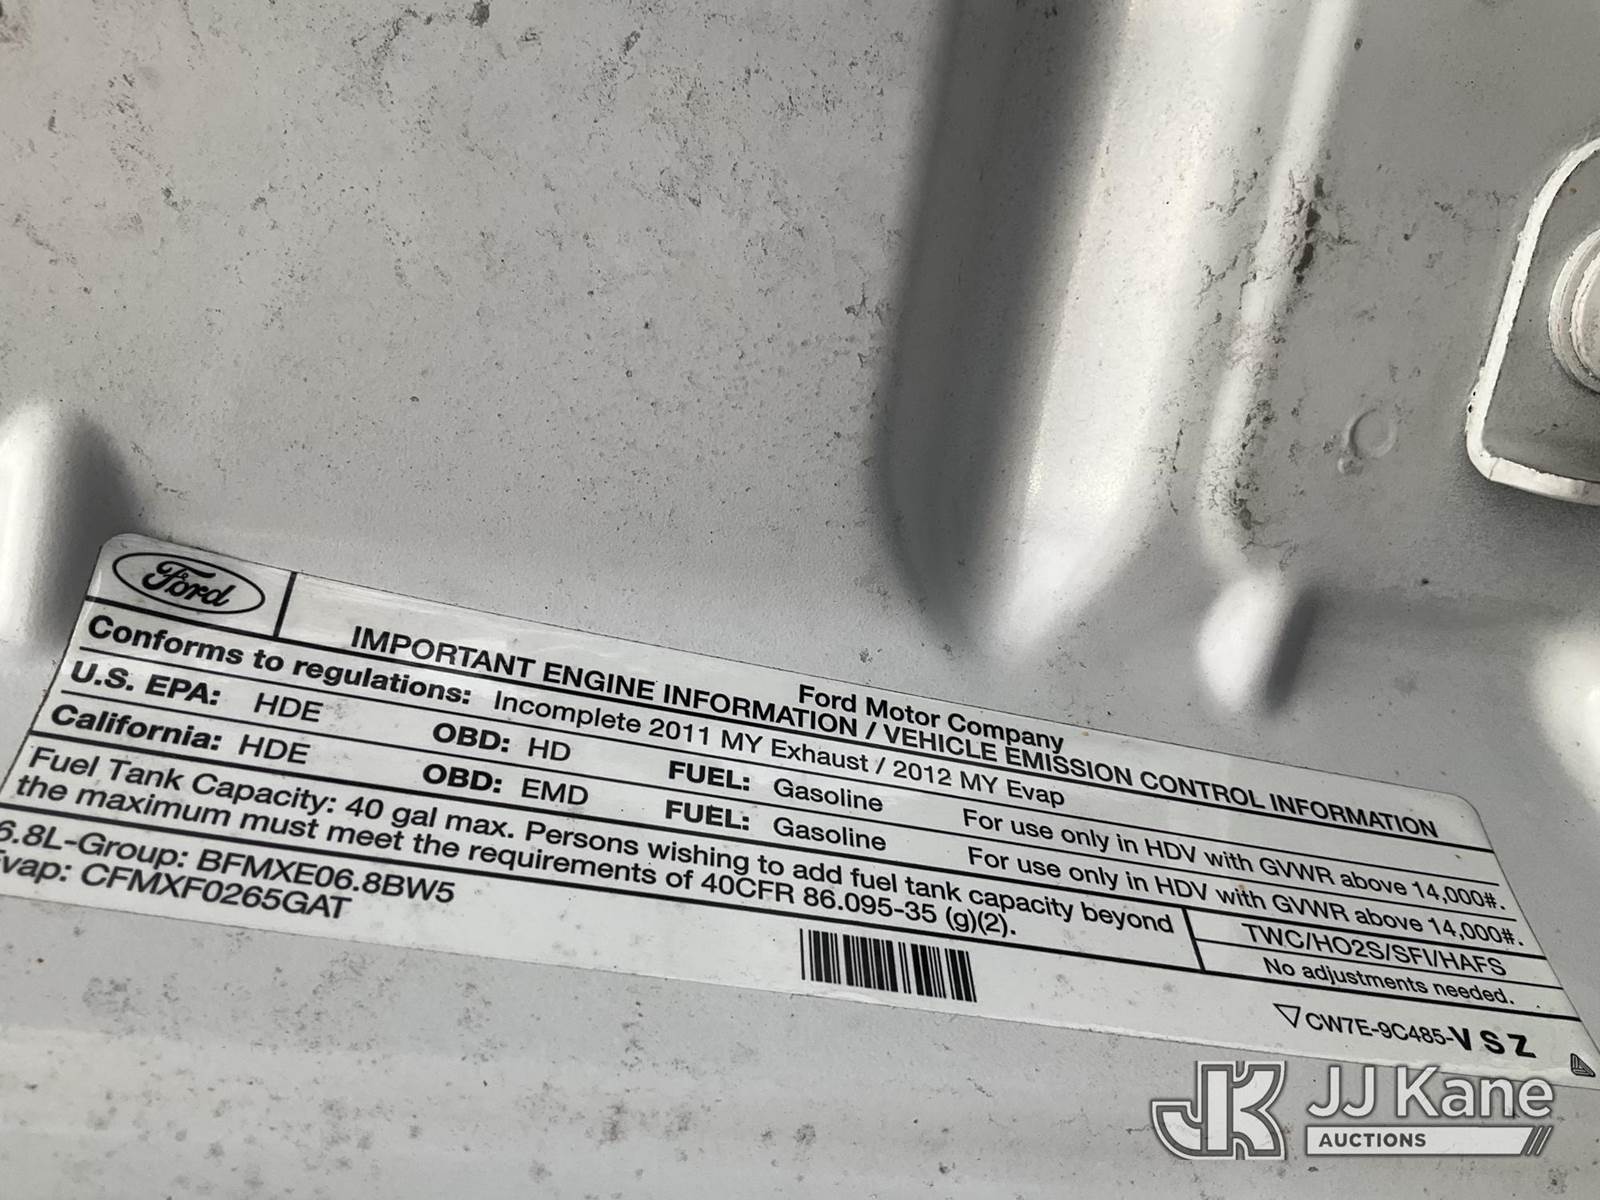 Ford
Ford Motor Company
IMPORTANT ENGINE INFORMATION / VEHICLE EMISSION CONTROL INFORMATION
Conforms to regulations: Incomplete 2011 MY Exhaust / 2012 MY Evap
U.S. EPA: HDE OBD: HD FUEL: Gasoline For use only in HDV with GVWR above 14,000#.
California: HDE OBD: EMD FUEL: Gasoline For use only in HDV with GVWR above 14,000#.
Fuel Tank Capacity: 40 gal max. Persons wishing to add fuel tank capacity beyond
the maximum must meet the requirements of 40CFR 86.095-35 (g)(2).
TWC/HO2S/SFI/HAFS
No adjustments needed.
6.8L-Group: BFMXE06.8BW5
Evap: CFMXF0265GAT
CW7E-9C485-VSZ
JK JJ Kane
AUCTIONS